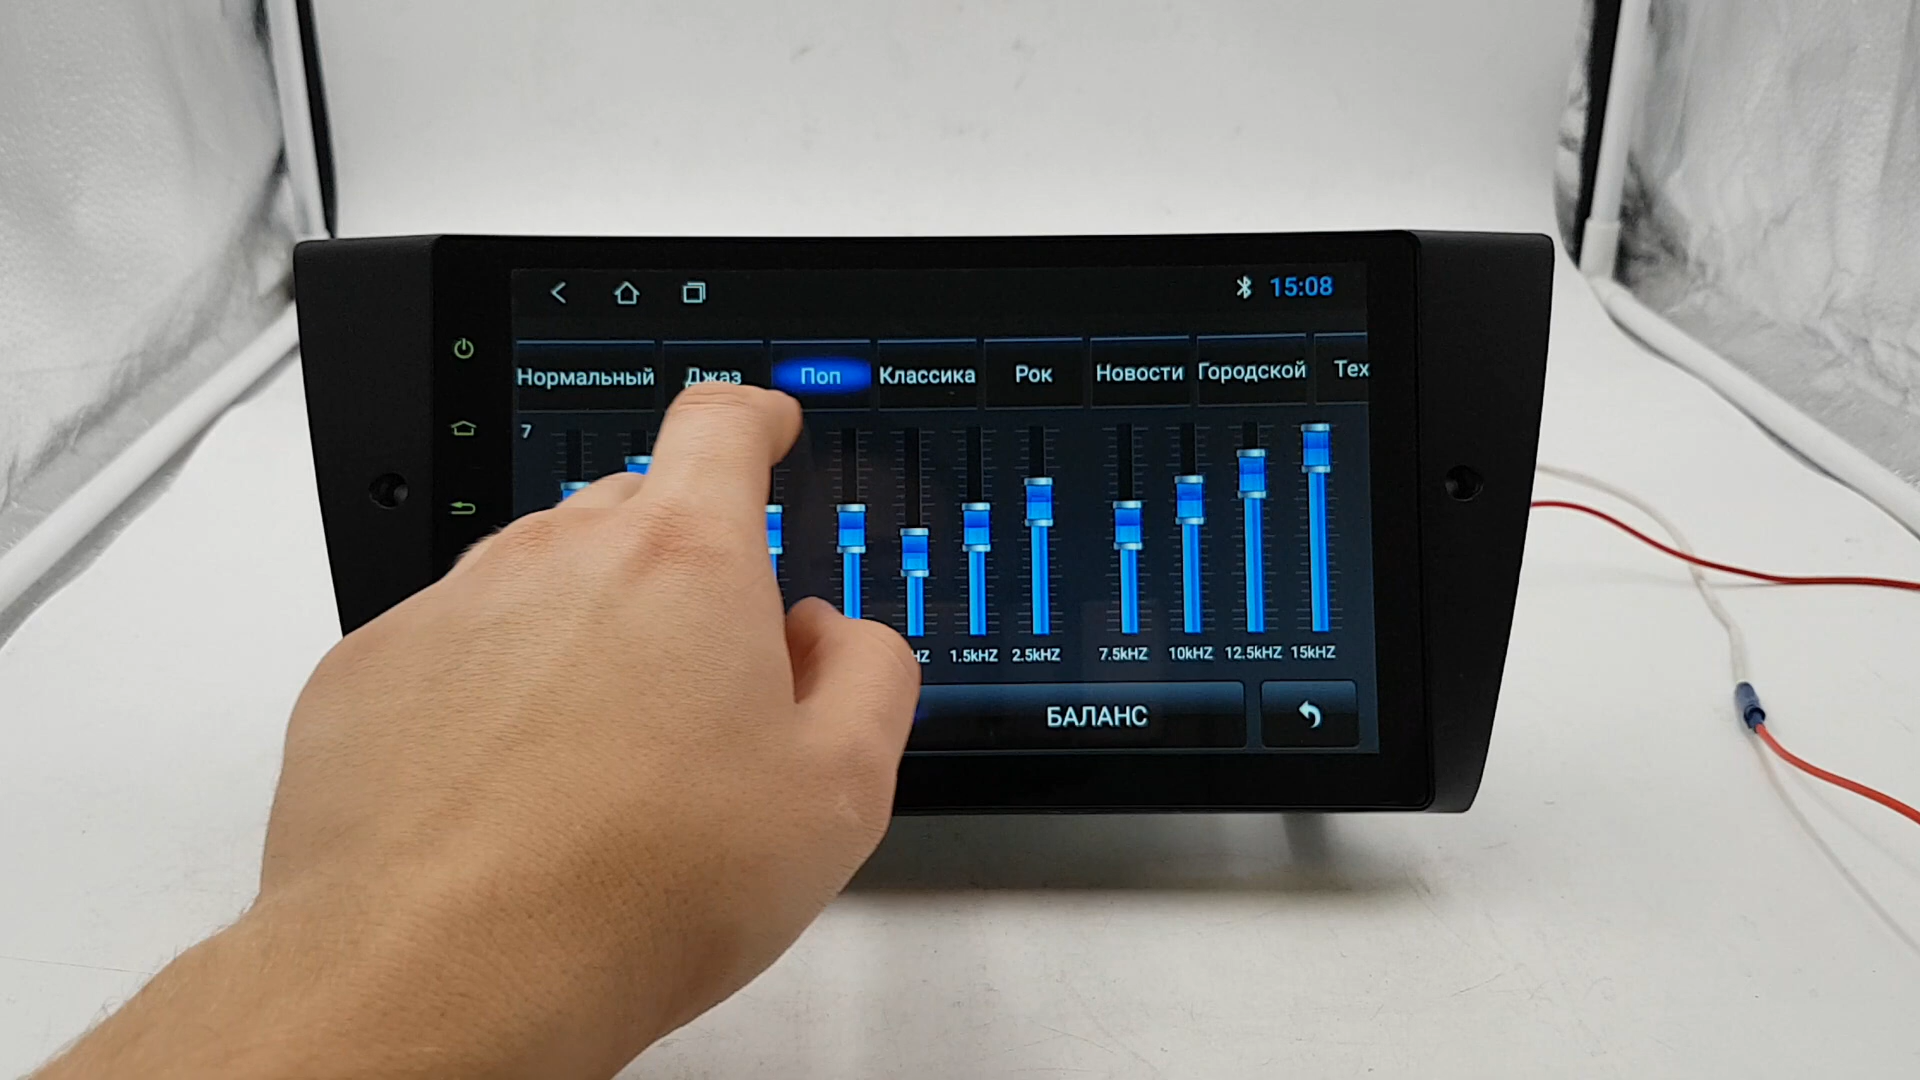 15:08
Нормальный Джаз Поп Классика Рок Новости Городской Тех
7
1.5kHZ 2.5kHZ 7.5kHZ 10kHZ 12.5kHZ 15kHZ
БАЛАНС